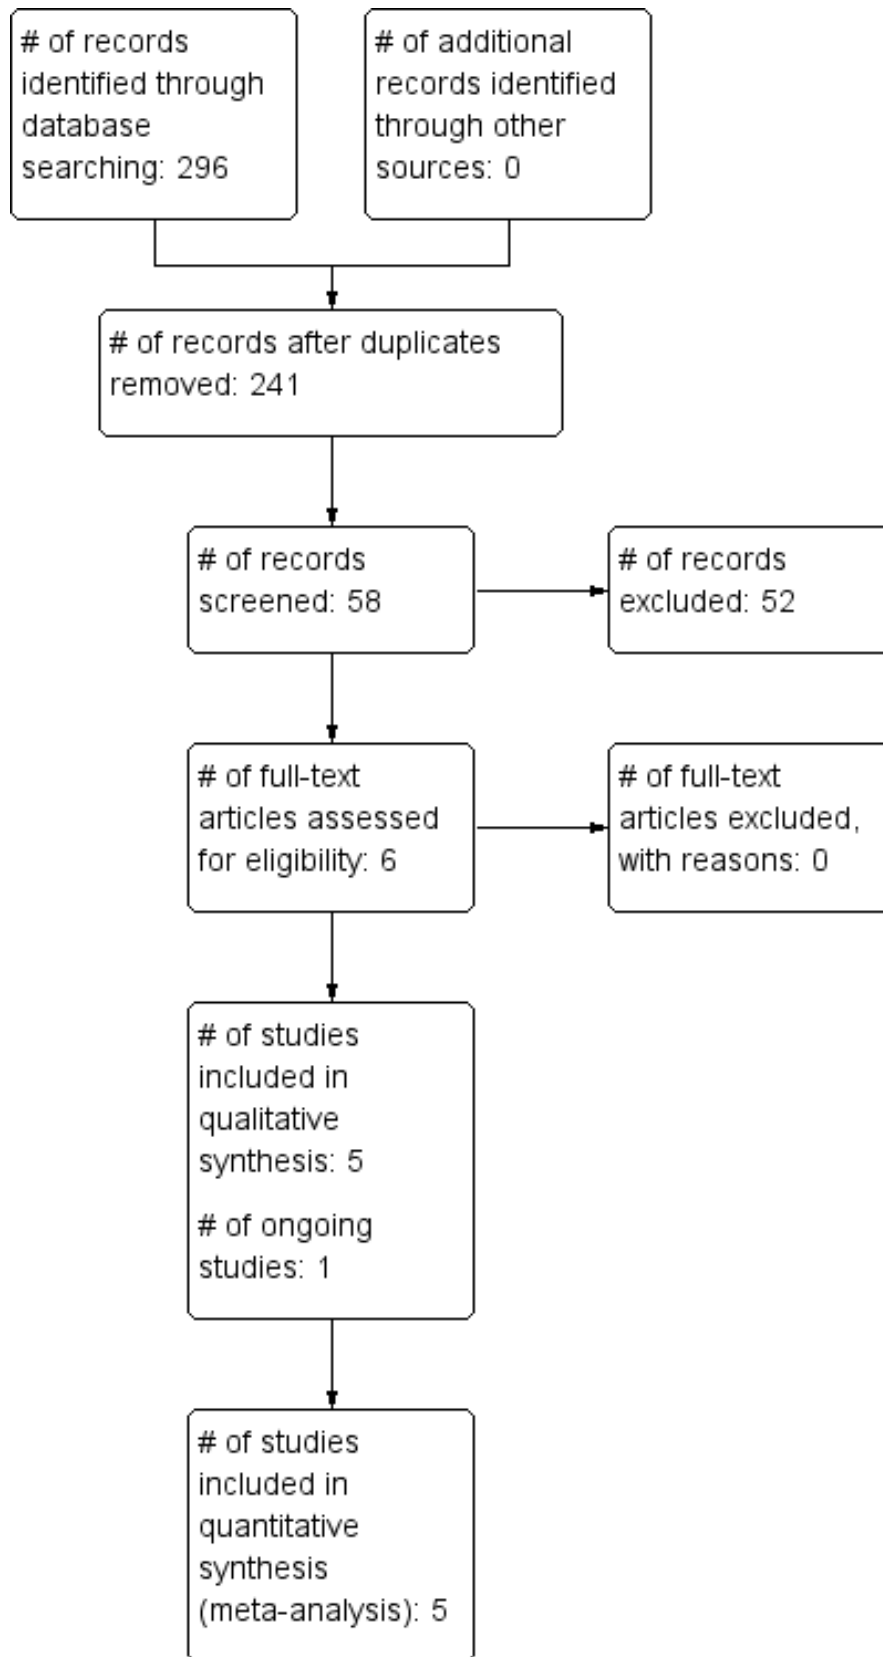 # of records
identified through
database
searching: 296
# of additional
records identified
through other
sources: 0
# of records after duplicates
removed: 241
# of records
screened: 58
# of records
excluded: 52
# of full-text
articles assessed
for eligibility: 6
# of full-text
articles excluded,
with reasons: 0
# of studies
included in
qualitative
synthesis: 5
# of ongoing
studies: 1
# of studies
included in
quantitative
synthesis
(meta-analysis): 5